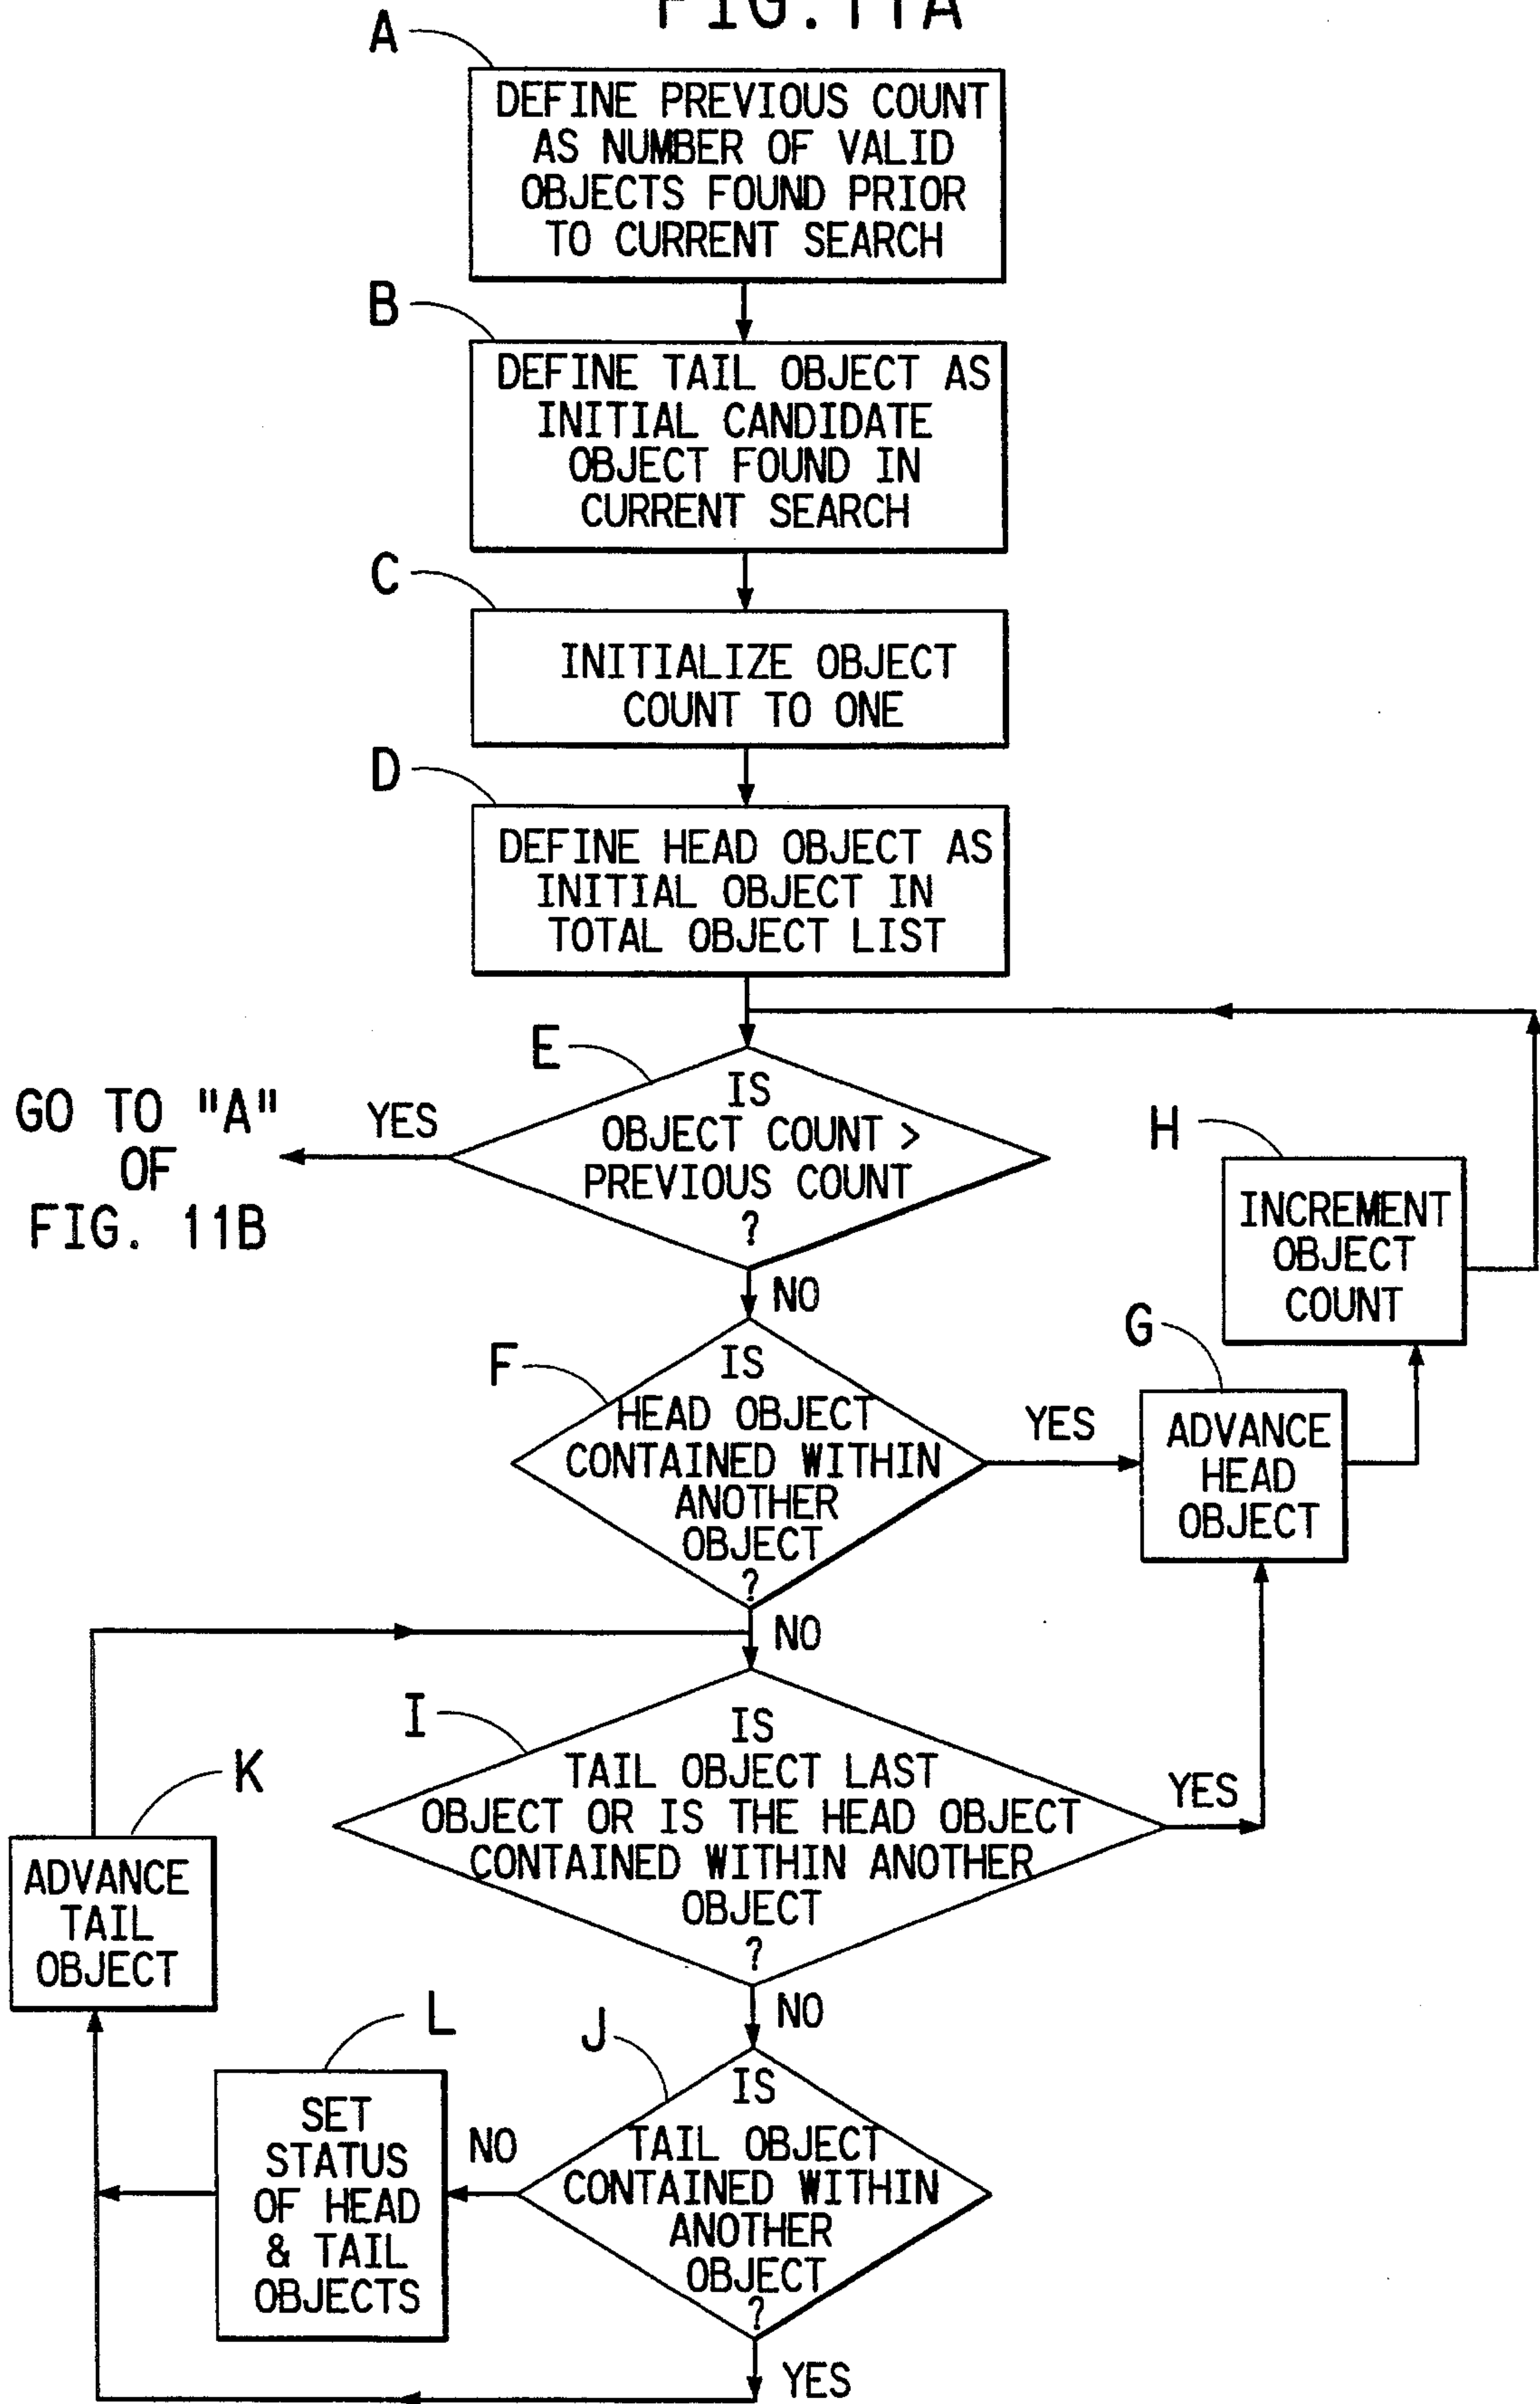 FIG. 11A
A
DEFINE PREVIOUS COUNT
AS NUMBER OF VALID
OBJECTS FOUND PRIOR
TO CURRENT SEARCH
B
DEFINE TAIL OBJECT AS
INITIAL CANDIDATE
OBJECT FOUND IN
CURRENT SEARCH
C
INITIALIZE OBJECT
COUNT TO ONE
D
DEFINE HEAD OBJECT AS
INITIAL OBJECT IN
TOTAL OBJECT LIST
E
IS
OBJECT COUNT >
PREVIOUS COUNT
?
YES
GO TO "A"
OF
FIG. 11B
NO
H
INCREMENT
OBJECT
COUNT
F
IS
HEAD OBJECT
CONTAINED WITHIN
ANOTHER
OBJECT
?
YES
G
ADVANCE
HEAD
OBJECT
NO
I
IS
TAIL OBJECT LAST
OBJECT OR IS THE HEAD OBJECT
CONTAINED WITHIN ANOTHER
OBJECT
?
YES
K
ADVANCE
TAIL
OBJECT
NO
L
SET
STATUS
OF HEAD
& TAIL
OBJECTS
NO
J
IS
TAIL OBJECT
CONTAINED WITHIN
ANOTHER
OBJECT
?
YES